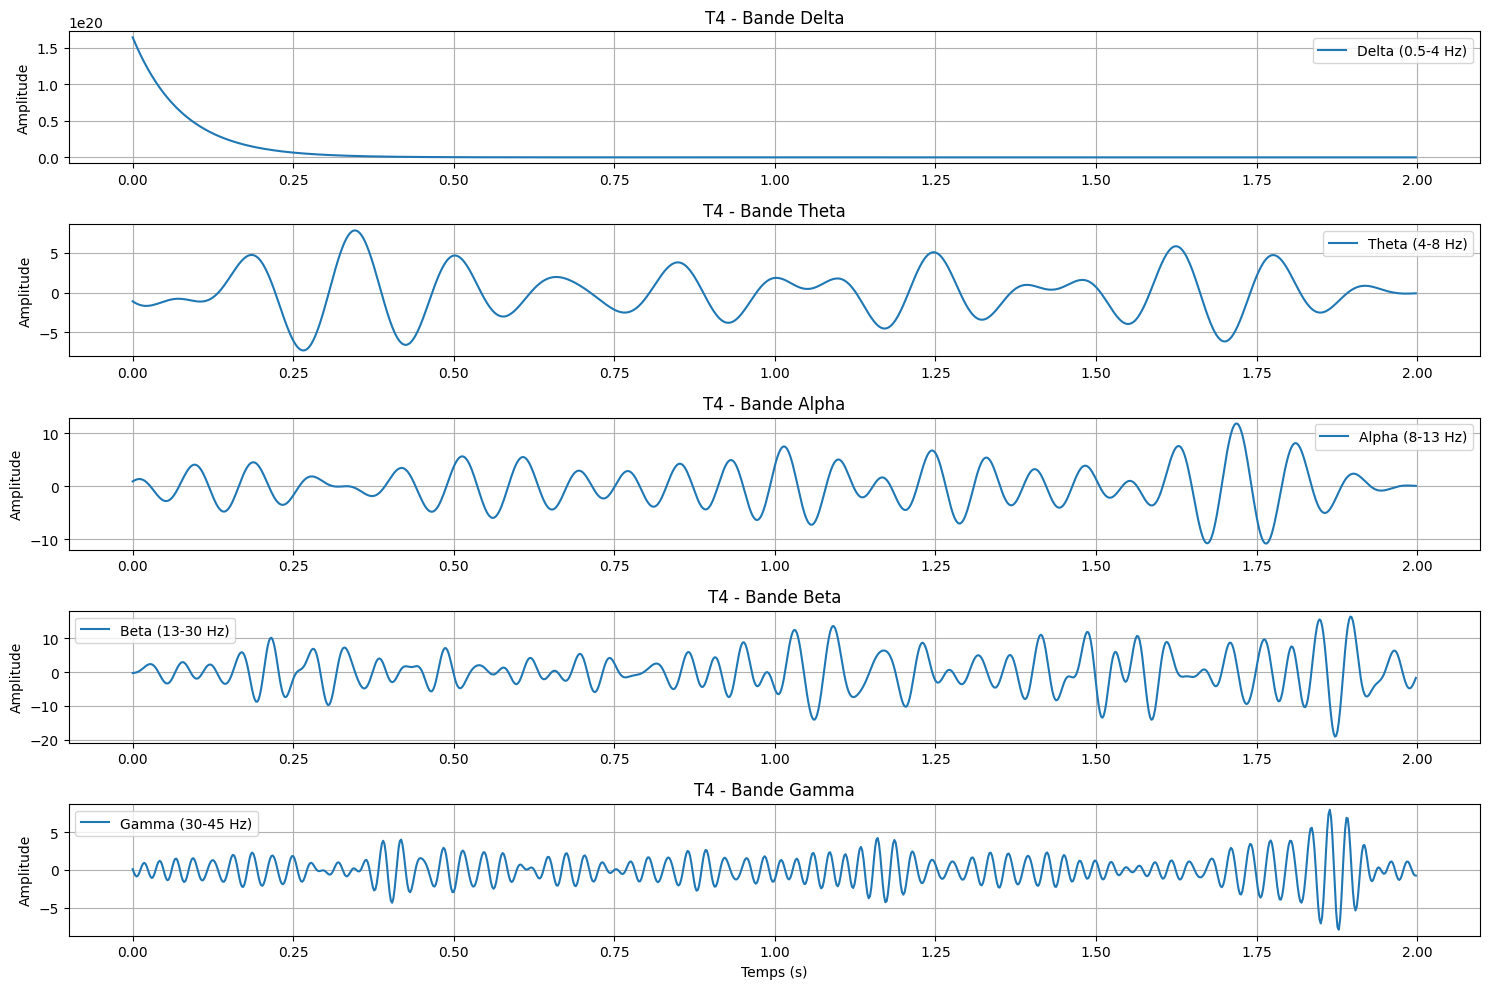 T4 - Bande Delta
1e20
Amplitude
1.5
1.0
0.5
0.0
Delta (0.5-4 Hz)
0.00 0.25 0.50 0.75 1.00 1.25 1.50 1.75 2.00
T4 - Bande Theta
Amplitude
5
0
−5
Theta (4-8 Hz)
0.00 0.25 0.50 0.75 1.00 1.25 1.50 1.75 2.00
T4 - Bande Alpha
Amplitude
10
0
−10
Alpha (8-13 Hz)
0.00 0.25 0.50 0.75 1.00 1.25 1.50 1.75 2.00
T4 - Bande Beta
Amplitude
10
0
−10
−20
Beta (13-30 Hz)
0.00 0.25 0.50 0.75 1.00 1.25 1.50 1.75 2.00
T4 - Bande Gamma
Amplitude
5
0
−5
Gamma (30-45 Hz)
0.00 0.25 0.50 0.75 1.00 1.25 1.50 1.75 2.00
Temps (s)